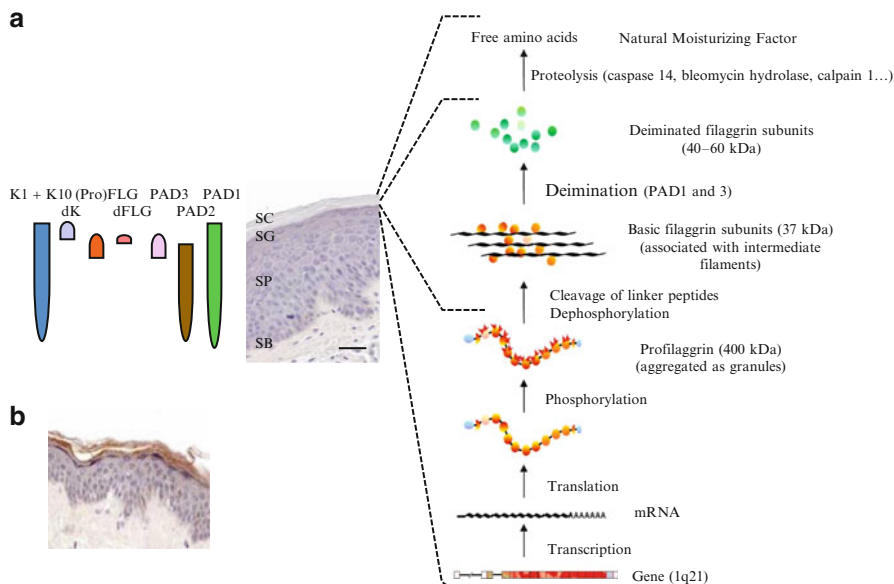 a
Free amino acids Natural Moisturizing Factor
Proteolysis (caspase 14, bleomycin hydrolase, calpain 1…)
Deiminated filaggrin subunits
(40–60 kDa)
K1 + K10 (Pro)FLG PAD3 PAD1
dK dFLG PAD2
SC
SG
SP
SB
Deimination (PAD1 and 3)
Basic filaggrin subunits (37 kDa)
(associated with intermediate
filaments)
Cleavage of linker peptides
Dephosphorylation
Profilaggrin (400 kDa)
(aggregated as granules)
Phosphorylation
b
Translation
mRNA
Transcription
Gene (1q21)